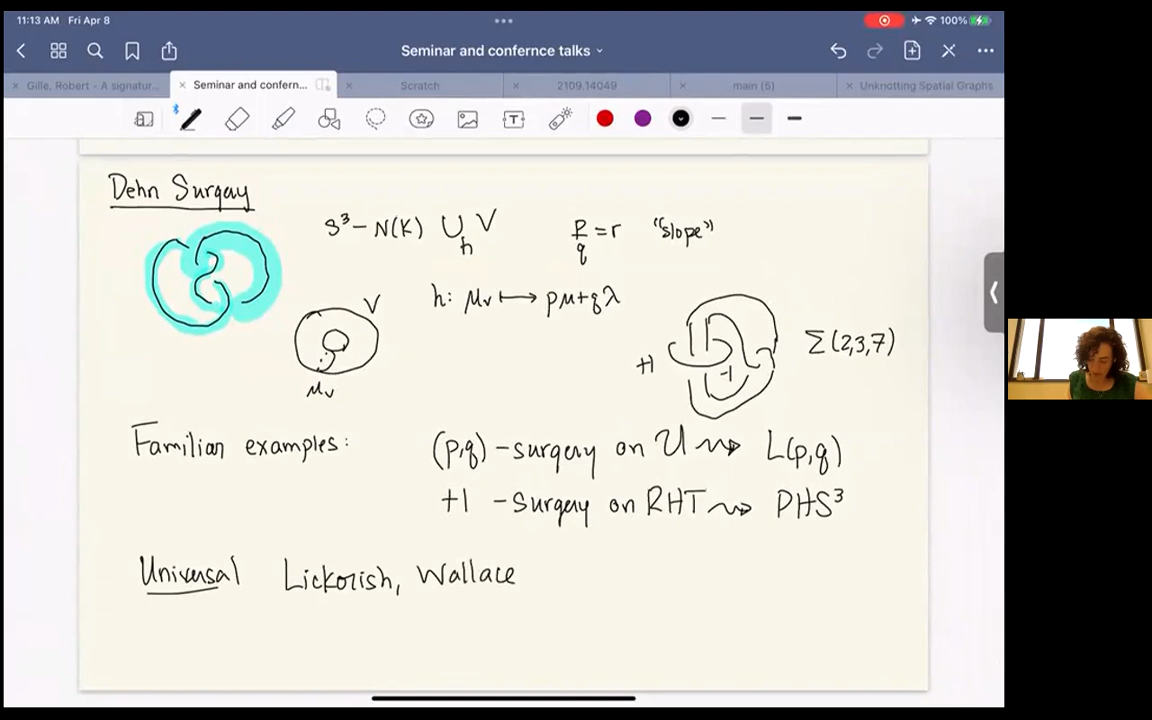 11:13 AM Fri Apr 8
100%
Seminar and confernce talks
Gille, Robert - A signatur...
Seminar and confern...
Scratch
2109.14049
main (5)
Unknotting Spatial Graphs
Dehn Surgay
S³ – N(K) ∪h V
p/q = r "slope"
h: μv ⟼ pμ+qλ
V
μv
+1
-1
Σ(2,3,7)
Familian examples:
(p,q) – surgery on U ⇝ L(p,q)
+1 – Surgery on RHT ⇝ PHS³
Universal Lickorish, Wallace